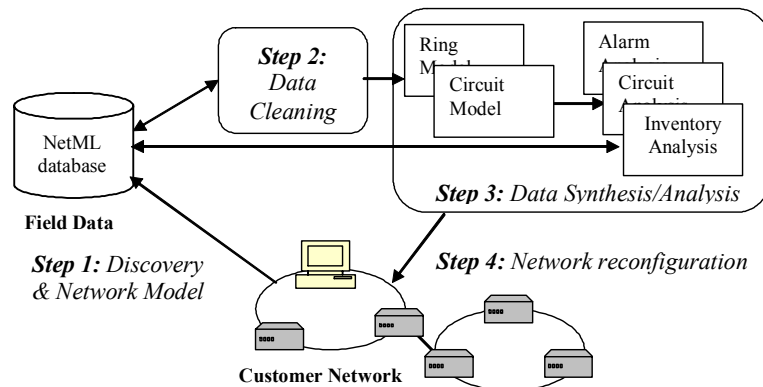 Step 2:
Data
Cleaning
Ring
Circuit
Model
Alarm
Circuit
Inventory
Analysis
NetML
database
Field Data
Step 3: Data Synthesis/Analysis
Step 1: Discovery
& Network Model
Step 4: Network reconfiguration
Customer Network